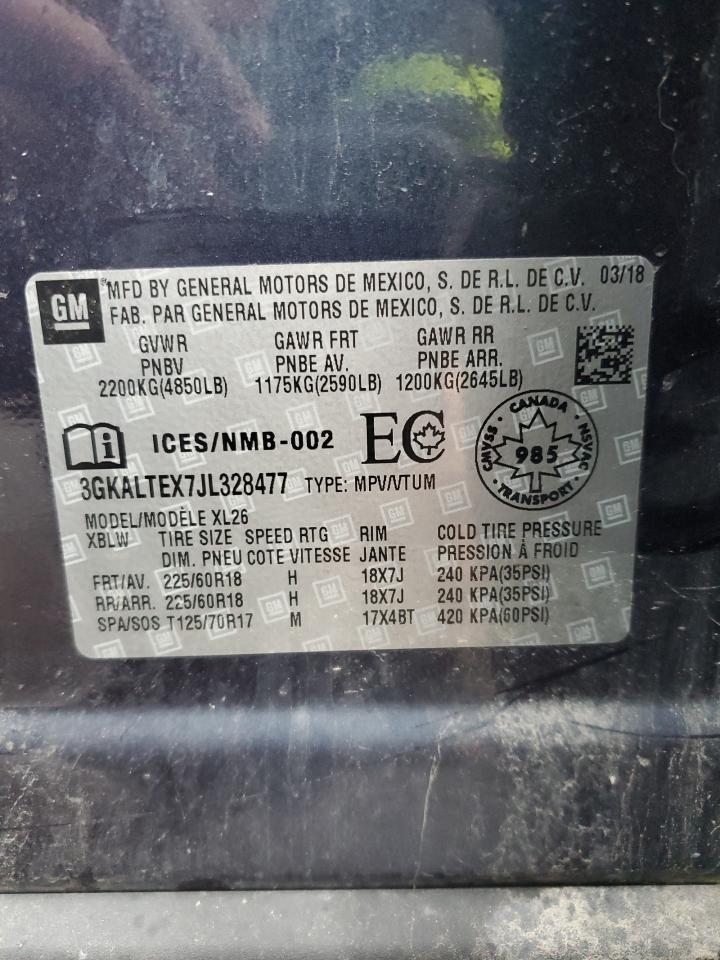 GM
MFD BY GENERAL MOTORS DE MEXICO, S. DE R.L. DE C.V. 03/18
FAB. PAR GENERAL MOTORS DE MEXICO, S. DE R.L. DE C.V.
GVWR GAWR FRT GAWR RR
PNBV PNBE AV. PNBE ARR.
2200KG(4850LB) 1175KG(2590LB) 1200KG(2645LB)
i ICES/NMB-002 EC
CANADA
CMVSS 985 NSVAC
TRANSPORT
3GKALTEX7JL328477 TYPE: MPV/VTUM
MODEL/MODÈLE XL26
XBLW TIRE SIZE SPEED RTG RIM COLD TIRE PRESSURE
DIM. PNEU COTE VITESSE JANTE PRESSION À FROID
FRT/AV. 225/60R18 H 18X7J 240 KPA(35PSI)
RR/ARR. 225/60R18 H 18X7J 240 KPA(35PSI)
SPA/SOS T125/70R17 M 17X4BT 420 KPA(60PSI)